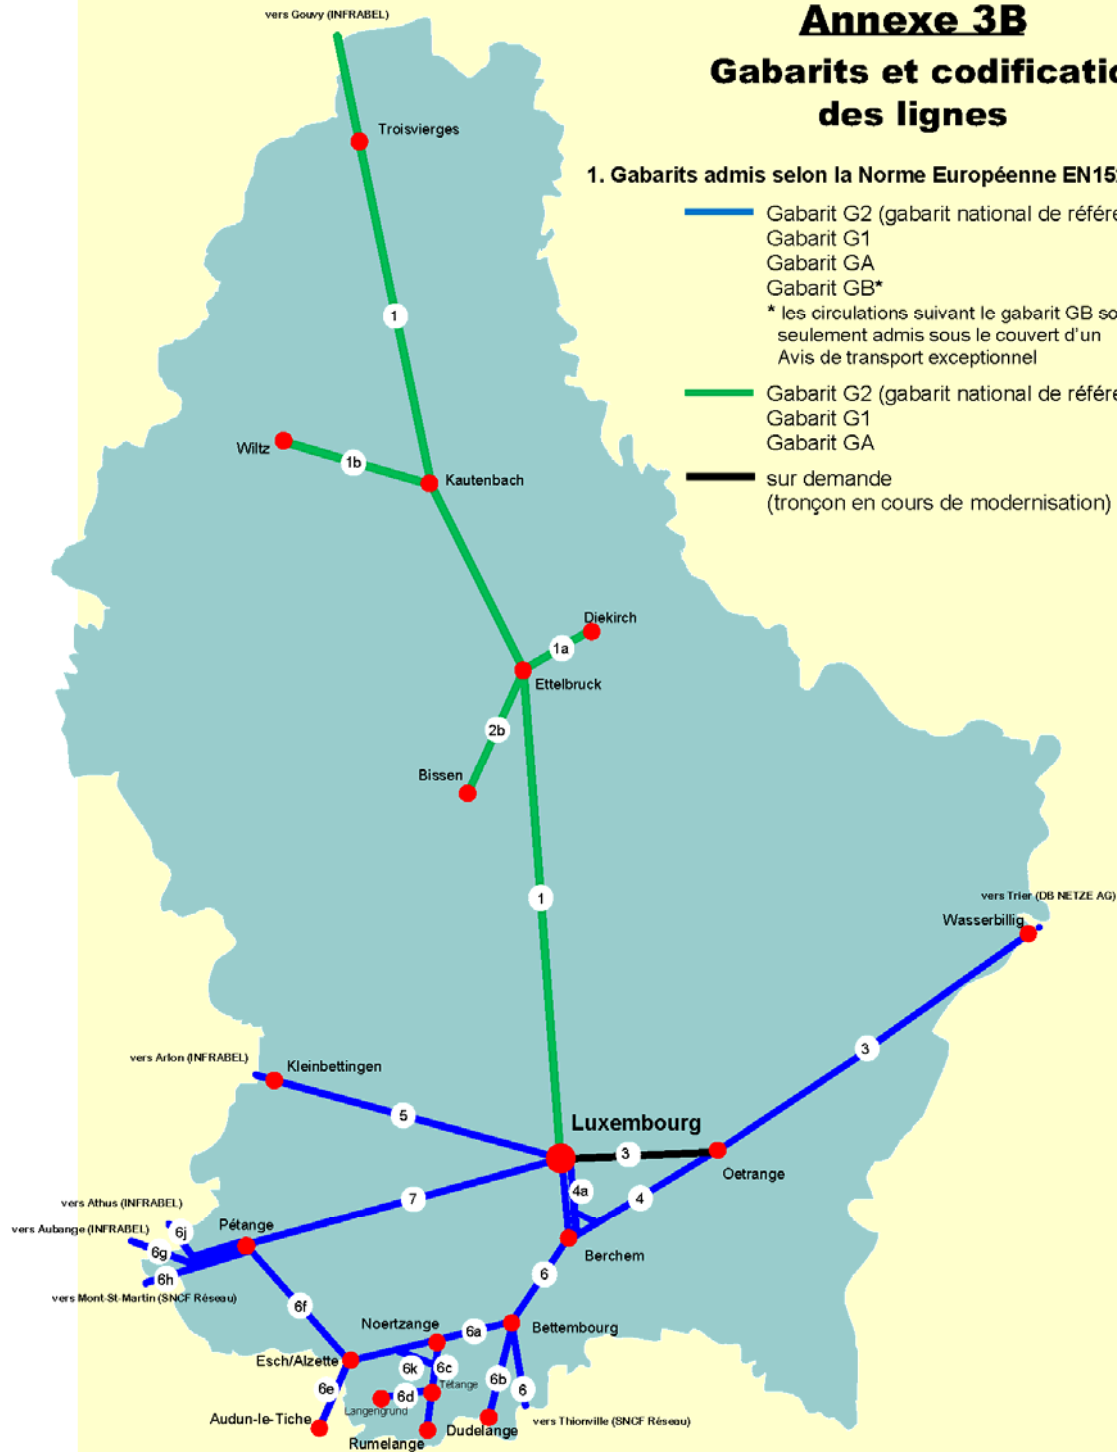 vers Gouvy (INFRABEL)
Annexe 3B
Gabarits et codificatio
des lignes
Troisvierges
1. Gabarits admis selon la Norme Européenne EN15
Gabarit G2 (gabarit national de référe
Gabarit G1
Gabarit GA
Gabarit GB*
* les circulations suivant le gabarit GB so
seulement admis sous le couvert d'un
Avis de transport exceptionnel
Gabarit G2 (gabarit national de référe
Gabarit G1
Gabarit GA
sur demande
(tronçon en cours de modernisation)
1
Wiltz
1b
Kautenbach
Diekirch
1a
Ettelbruck
2b
Bissen
1
vers Trier (DB NETZE AG)
Wasserbillig
3
vers Arlon (INFRABEL)
Kleinbettingen
5
Luxembourg
3
Oetrange
4a
4
7
vers Athus (INFRABEL)
vers Aubange (INFRABEL)
6j
Pétange
6g
6h
vers Mont-St-Martin (SNCF Réseau)
Berchem
6
6f
Noertzange
6a
Bettembourg
Esch/Alzette
6k
6c
6b
6
6e
6d
Tétange
Langengrund
Audun-le-Tiche
Rumelange
Dudelange
vers Thionville (SNCF Réseau)